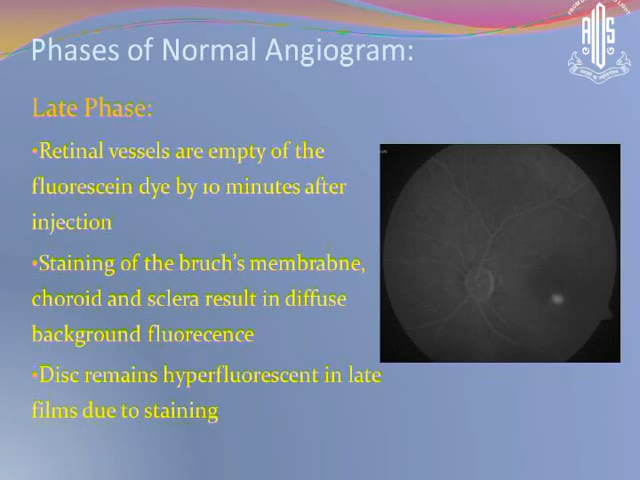 Phases of Normal Angiogram:
Late Phase:
•Retinal vessels are empty of the
fluorescein dye by 10 minutes after
injection
•Staining of the bruch's membrabne,
choroid and sclera result in diffuse
background fluorecence
•Disc remains hyperfluorescent in late
films due to staining